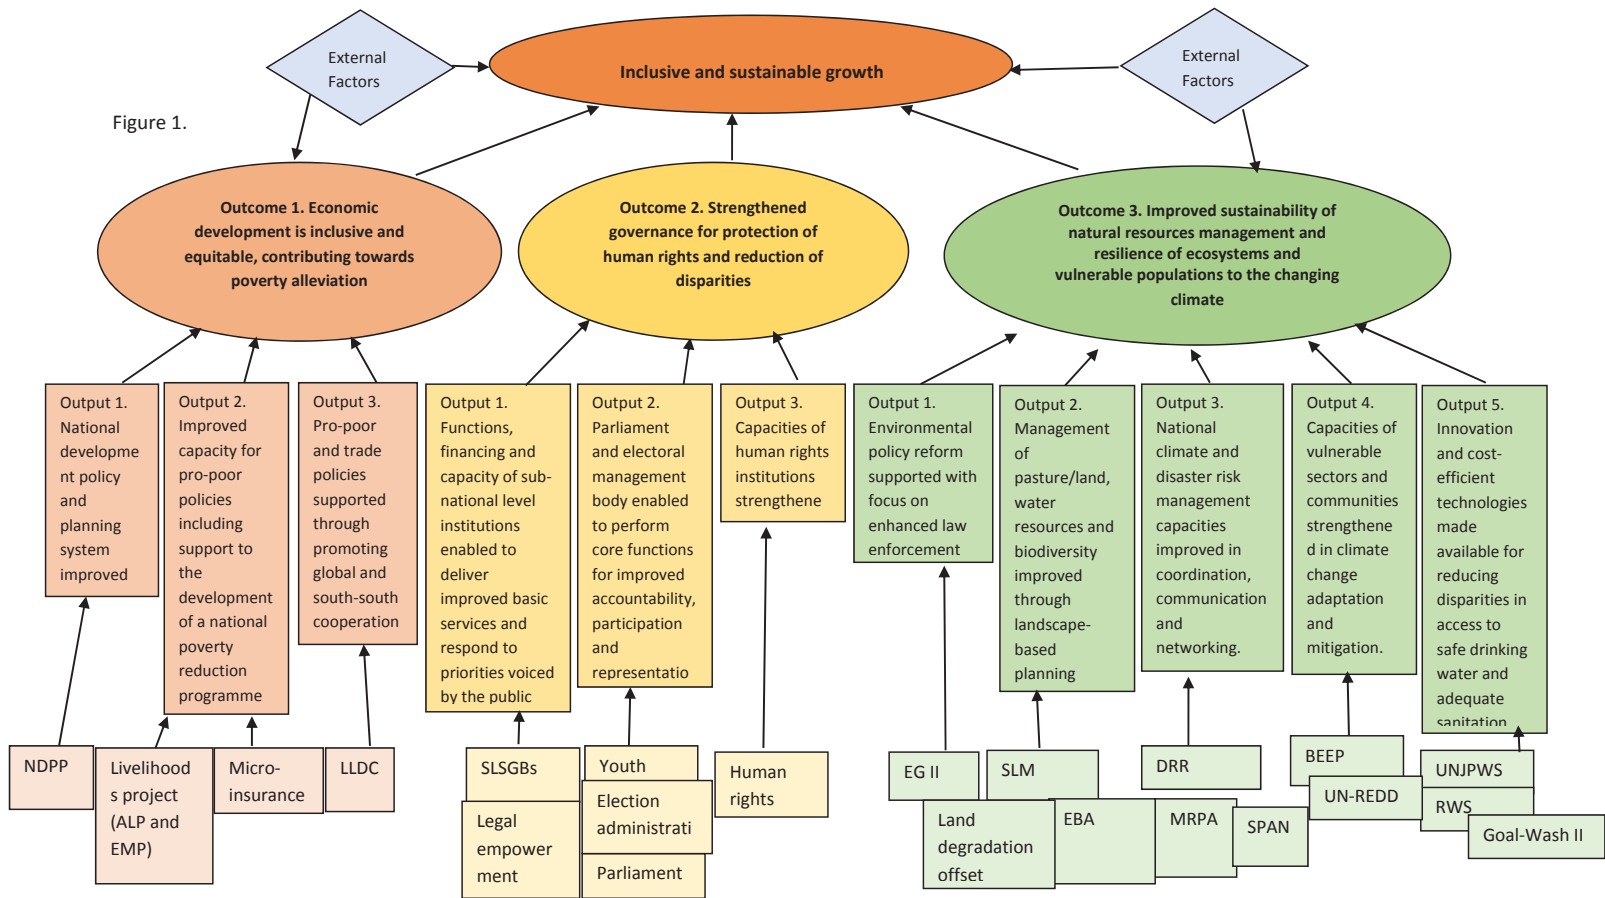 External
Factors
Inclusive and sustainable growth
External
Factors
Figure 1.
Outcome 1. Economic
development is inclusive and
equitable, contributing towards
poverty alleviation
Outcome 2. Strengthened
governance for protection of
human rights and reduction of
disparities
Outcome 3. Improved sustainability of
natural resources management and
resilience of ecosystems and
vulnerable populations to the changing
climate
Output 1.
National
developme
nt policy
and
planning
system
improved
Output 2.
Improved
capacity for
pro-poor
policies
including
support to
the
development
of a national
poverty
reduction
programme
Output 3.
Pro-poor
and trade
policies
supported
through
promoting
global and
south-south
cooperation
Output 1.
Functions,
financing and
capacity of sub-
national level
institutions
enabled to
deliver
improved basic
services and
respond to
priorities voiced
by the public
Output 2.
Parliament
and electoral
management
body enabled
to perform
core functions
for improved
accountability,
participation
and
representatio
Output 3.
Capacities of
human rights
institutions
strengthene
Output 1.
Environmental
policy reform
supported with
focus on
enhanced law
enforcement
Output 2.
Management
of
pasture/land,
water
resources and
biodiversity
improved
through
landscape-
based
planning
Output 3.
National
climate and
disaster risk
management
capacities
improved in
coordination,
communication
and
networking.
Output 4.
Capacities of
vulnerable
sectors and
communities
strengthene
d in climate
change
adaptation
and
mitigation.
Output 5.
Innovation
and cost-
efficient
technologies
made
available for
reducing
disparities in
access to
safe drinking
water and
adequate
sanitation
NDPP
Livelihood
s project
(ALP and
EMP)
Micro-
insurance
LLDC
SLSGBs
Legal
empower
ment
Youth
Election
administrati
Parliament
Human
rights
EG II
Land
degradation
offset
SLM
EBA
DRR
MRPA
SPAN
BEEP
UN-REDD
UNJPWS
RWS
Goal-Wash II